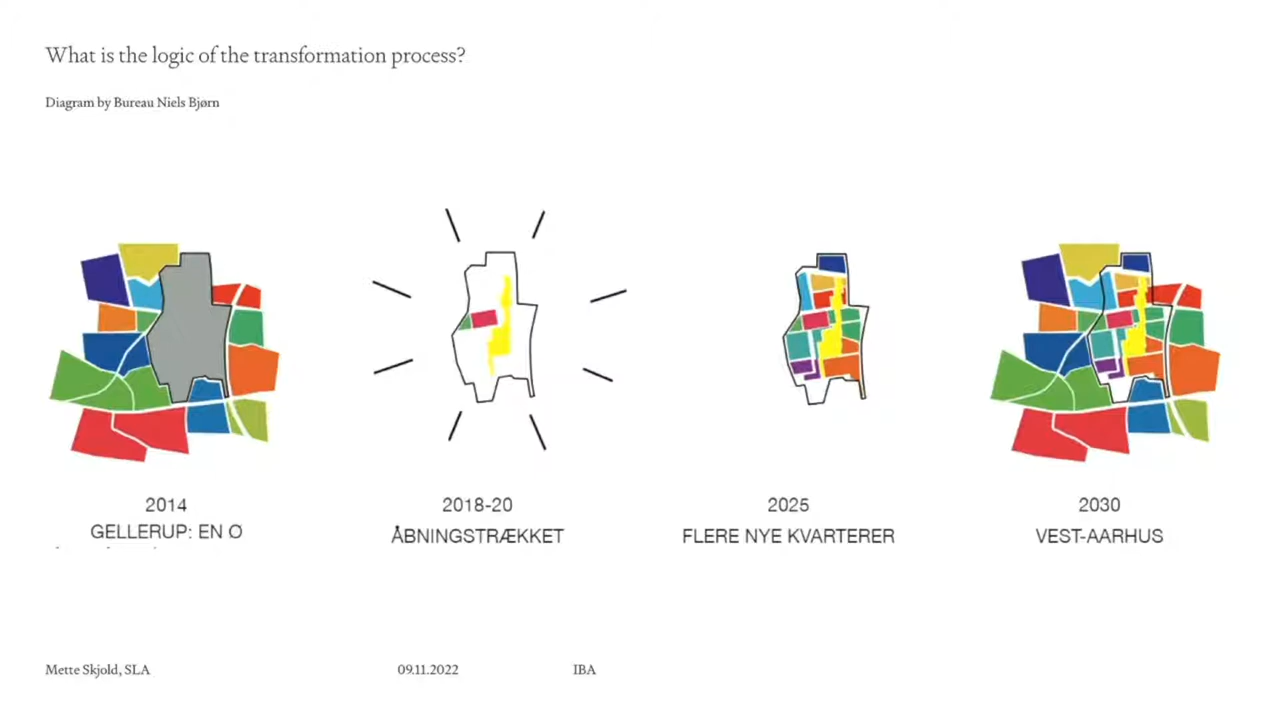 What is the logic of the transformation process?
Diagram by Bureau Niels Bjørn
2014
GELLERUP: EN O
2018-20
ÅBNINGSTRÆKKET
2025
FLERE NYE KVARTERER
2030
VEST-AARHUS
Mette Skjold, SLA
09.11.2022
IBA